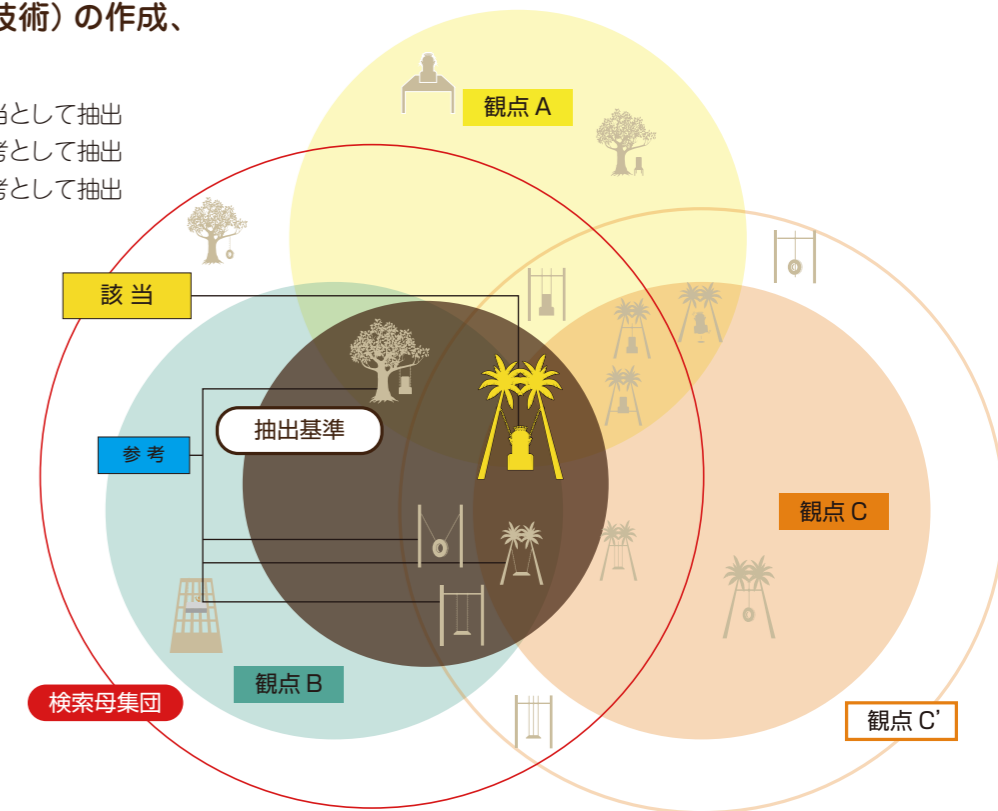 技術）の作成、
当として抽出
考として抽出
考として抽出
観点 A
該 当
抽出基準
参 考
観点 C
観点 B
検索母集団
観点 C’